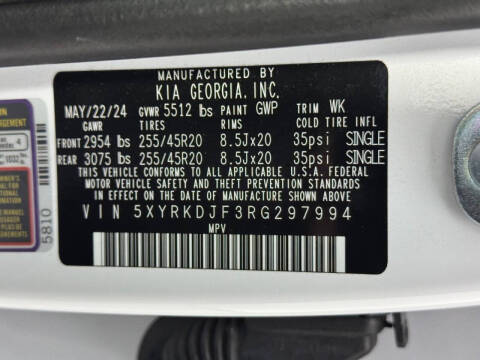 MANUFACTURED BY
KIA GEORGIA, INC.
MAY/22/24 GVWR 5512 lbs PAINT GWP TRIM WK
GAWR TIRES RIMS COLD TIRE INFL
FRONT 2954 lbs 255/45R20 8.5Jx20 35psi SINGLE
REAR 3075 lbs 255/45R20 8.5Jx20 35psi SINGLE
THIS VEHICLE CONFORMS TO ALL APPLICABLE U.S.A. FEDERAL
MOTOR VEHICLE SAFETY, BUMPER, AND THEFT PREVENTION
STANDARDS IN EFFECT ON THE DATE OF MANUFACTURE SHOWN ABOVE.
VIN 5XYRKDJF3RG297994
MPV
4
5810